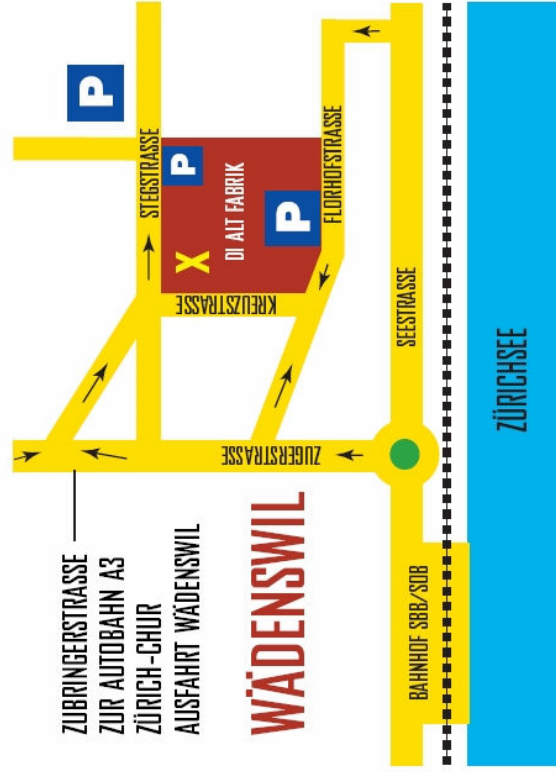 ZUBRINGERSTRASSE
ZUR AUTOBAHN A3
ZÜRICH-CHUR
AUSFAHRT WÄDENSWIL
WÄDENSWIL
P
STEGSTRASSE
P
X
DI ALT FABRIK
P
KREUZSTRASSE
FLORHOFSTRASSE
ZUGERSTRASSE
SEESTRASSE
BAHNHOF SBB/SOB
ZÜRICHSEE